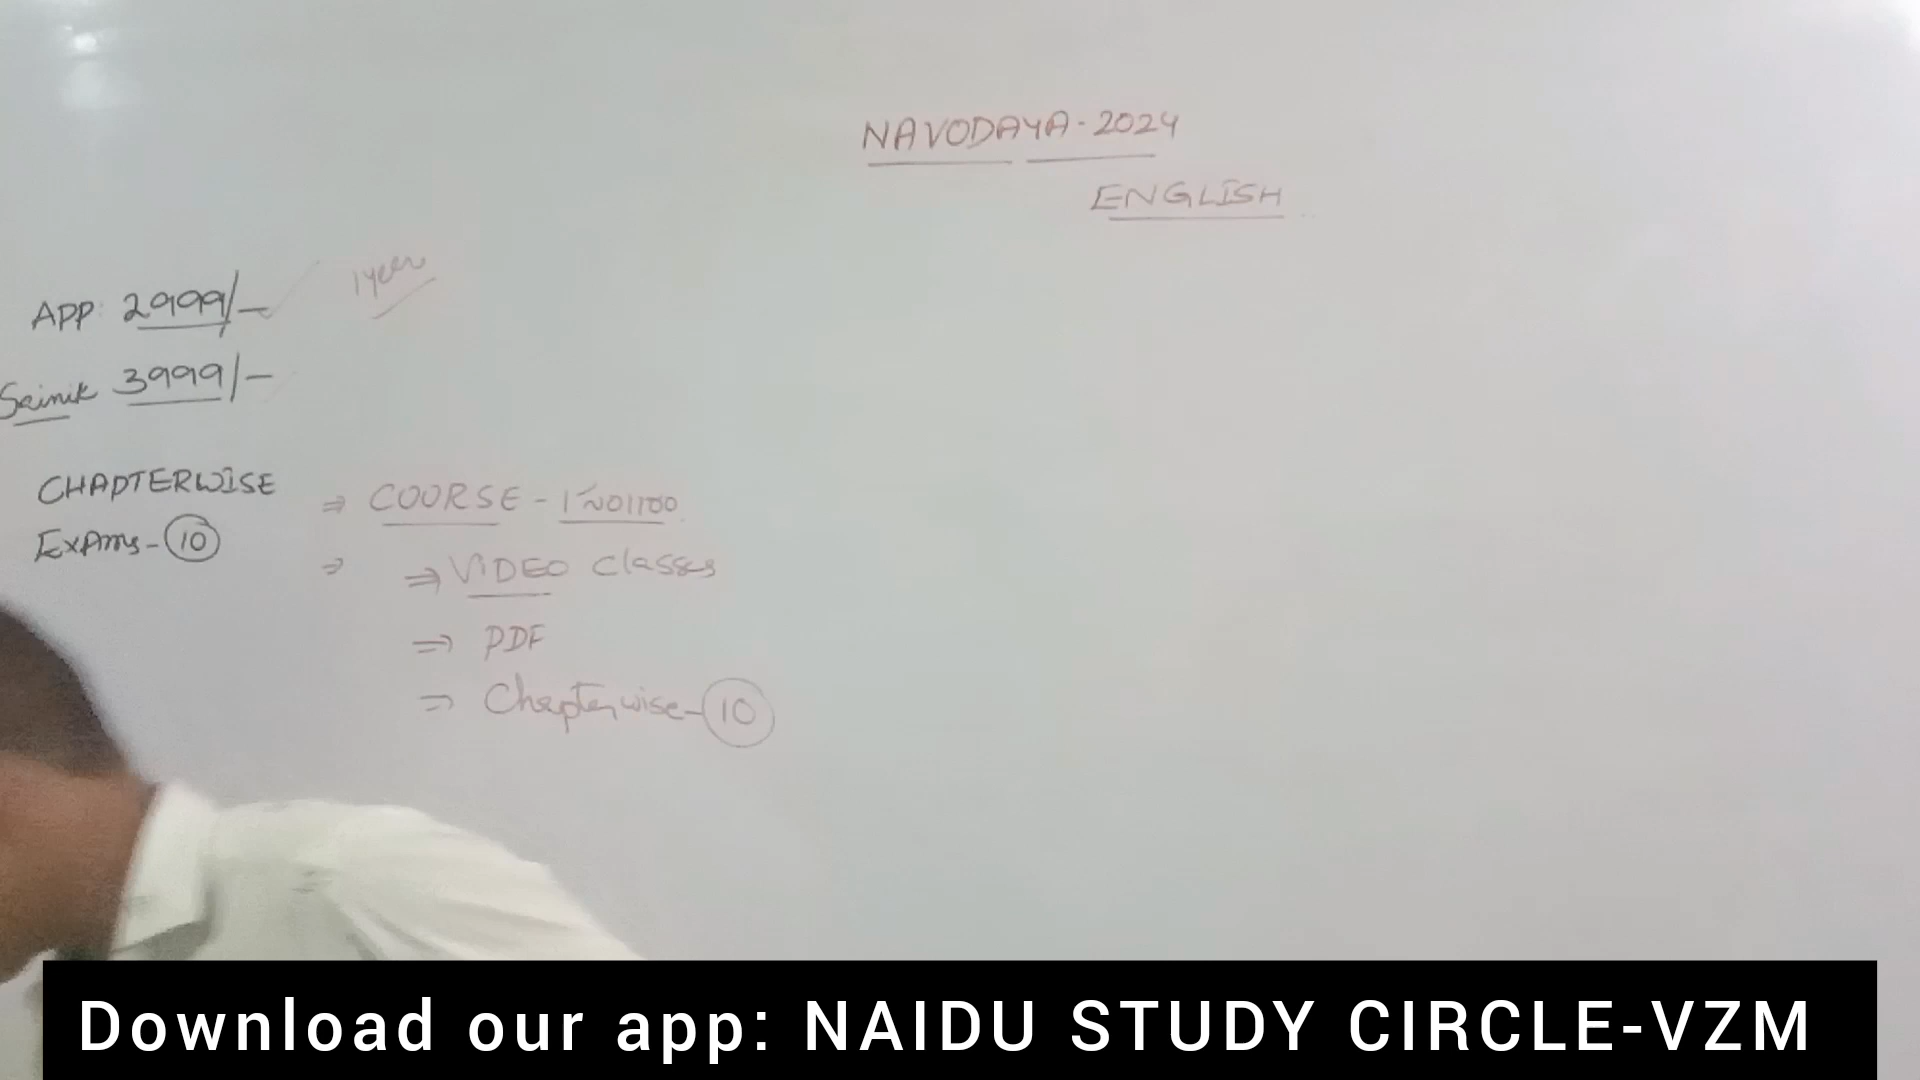 NAVODAYA-2024
ENGLISH
APP: 2999/-
1 year
Sainik 3999/-
CHAPTERWISE
EXAMS-10
⇒ COURSE -
⇒
⇒ VIDEO classes
⇒ PDF
⇒ Chapterwise-10
Download our app: NAIDU STUDY CIRCLE-VZM